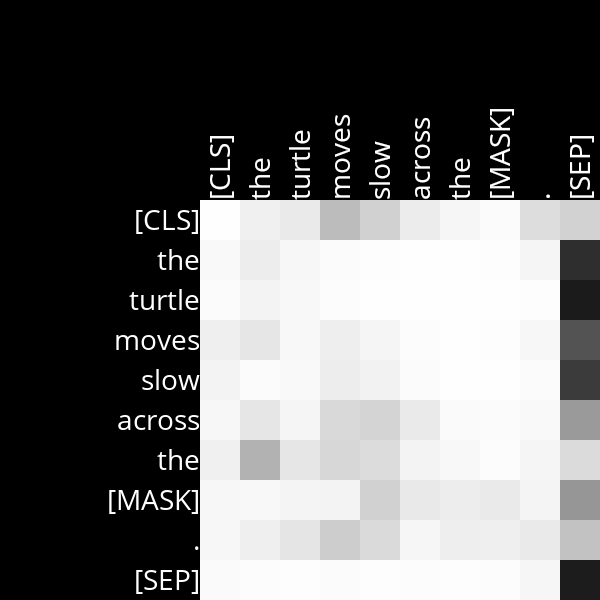 [CLS] the turtle moves slow across the [MASK] . [SEP]
[CLS]
the
turtle
moves
slow
across
the
[MASK]
.
[SEP]